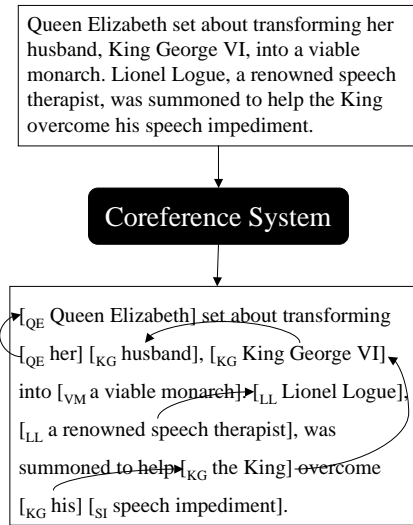 Queen Elizabeth set about transforming her
husband, King George VI, into a viable
monarch. Lionel Logue, a renowned speech
therapist, was summoned to help the King
overcome his speech impediment.
Coreference System
[QE Queen Elizabeth] set about transforming
[QE her] [KG husband], [KG King George VI]
into [VM a viable monarch]. [LL Lionel Logue],
[LL a renowned speech therapist], was
summoned to help [KG the King] overcome
[KG his] [SI speech impediment].